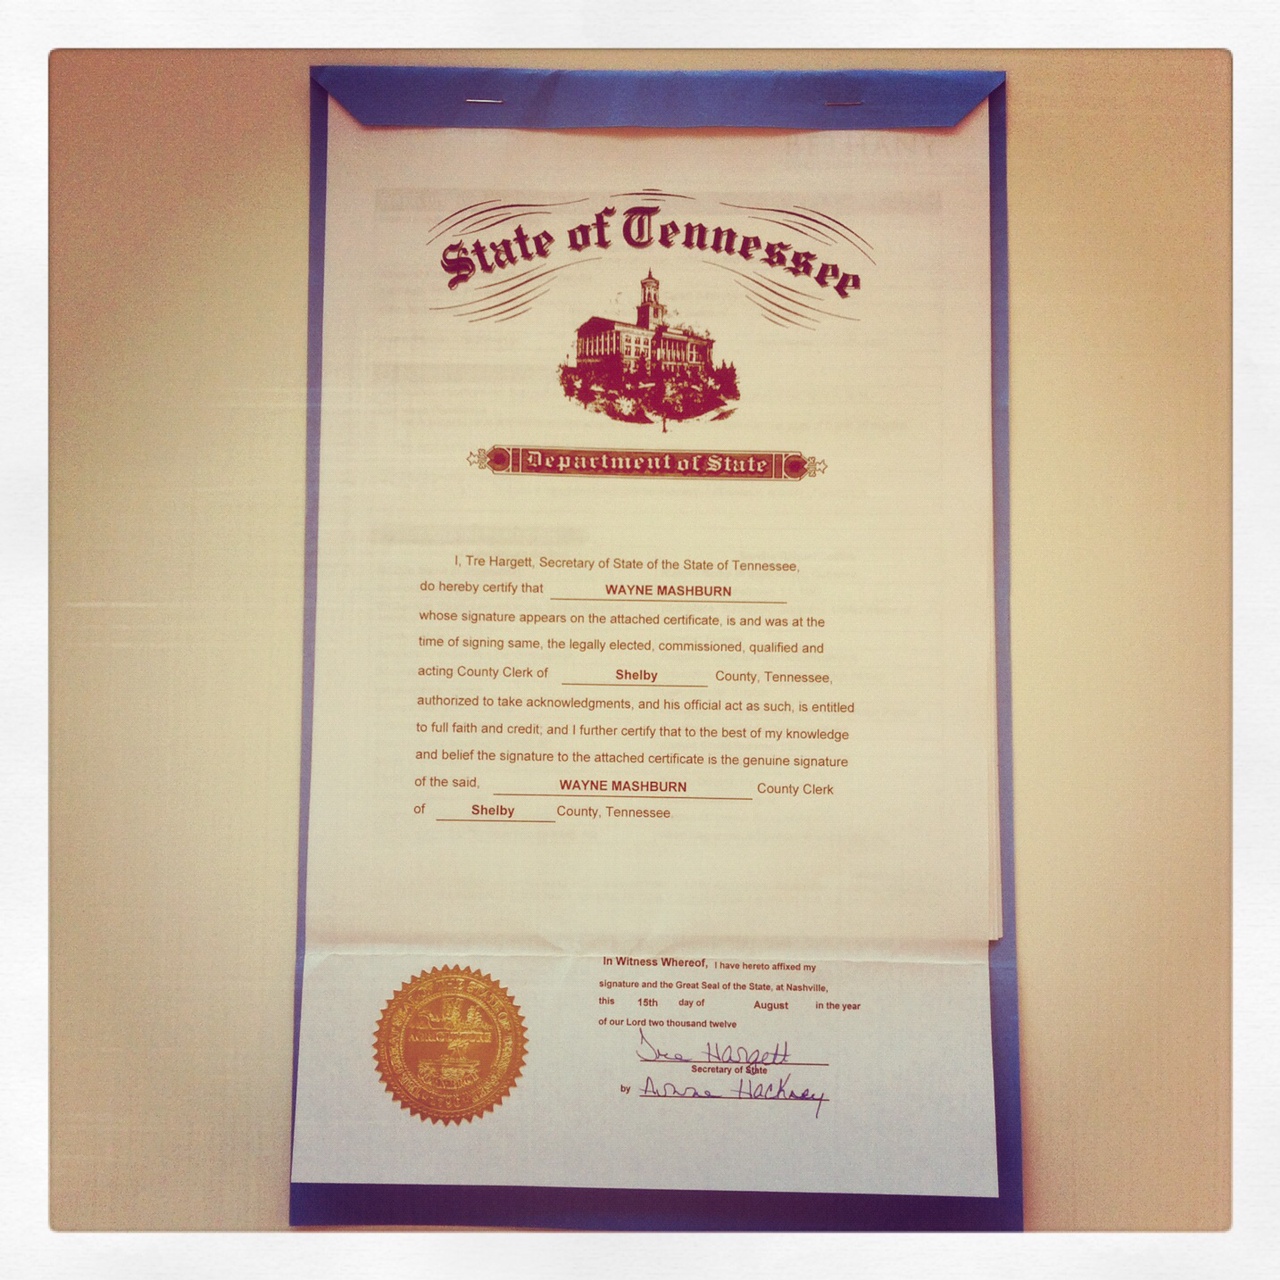 State of Tennessee
Department of State
I, Tre Hargett, Secretary of State of the State of Tennessee,
do hereby certify that WAYNE MASHBURN
whose signature appears on the attached certificate, is and was at the
time of signing same, the legally elected, commissioned, qualified and
acting County Clerk of Shelby County, Tennessee,
authorized to take acknowledgments, and his official act as such, is entitled
to full faith and credit; and I further certify that to the best of my knowledge
and belief the signature to the attached certificate is the genuine signature
of the said, WAYNE MASHBURN County Clerk
of Shelby County, Tennessee.
In Witness Whereof, I have hereto affixed my
signature and the Great Seal of the State, at Nashville,
this 15th day of August in the year
of our Lord two thousand twelve
Tre Hargett
Secretary of State
by Hackney
AGRICULTURE